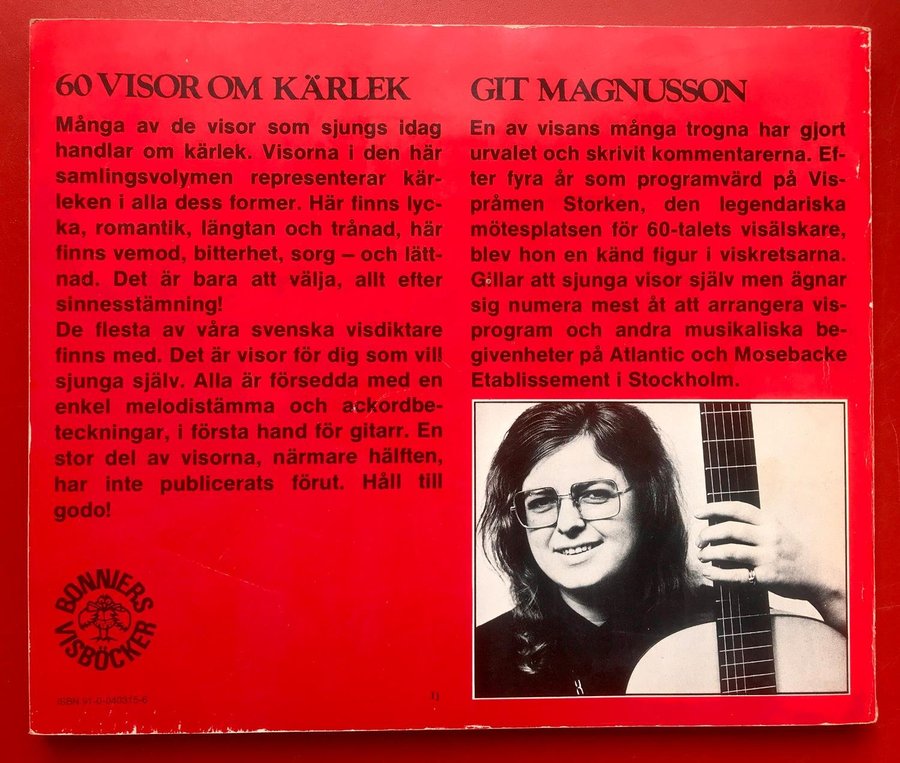 60 VISOR OM KÄRLEK
Många av de visor som sjungs idag
handlar om kärlek. Visorna i den här
samlingsvolymen representerar kär-
leken i alla dess former. Här finns lyc-
ka, romantik, längtan och trånad, här
finns vemod, bitterhet, sorg – och lätt-
nad. Det är bara att välja, allt efter
sinnesstämning!
De flesta av våra svenska visdiktare
finns med. Det är visor för dig som vill
sjunga själv. Alla är försedda med en
enkel melodistämma och ackordbe-
teckningar, i första hand för gitarr. En
stor del av visorna, närmare hälften,
har inte publicerats förut. Håll till
godo!
GIT MAGNUSSON
En av visans många trogna har gjort
urvalet och skrivit kommentarerna. Ef-
ter fyra år som programvärd på Vis-
pråmen Storken, den legendariska
mötesplatsen för 60-talets visälskare,
blev hon en känd figur i viskretsarna.
Gillar att sjunga visor själv men ägnar
sig numera mest åt att arrangera vis-
program och andra musikaliska be-
givenheter på Atlantic och Mosebacke
Etablissement i Stockholm.
BONNIERS
VISBÖCKER
ISBN 91-0-040315-6